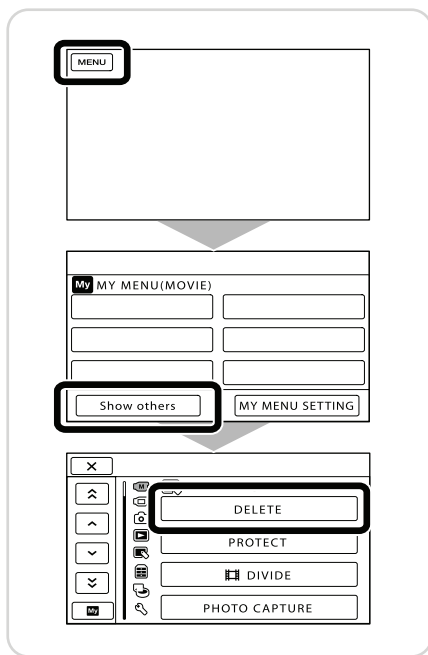 MENU
My MY MENU(MOVIE)
Show others
MY MENU SETTING
DELETE
PROTECT
DIVIDE
PHOTO CAPTURE
My